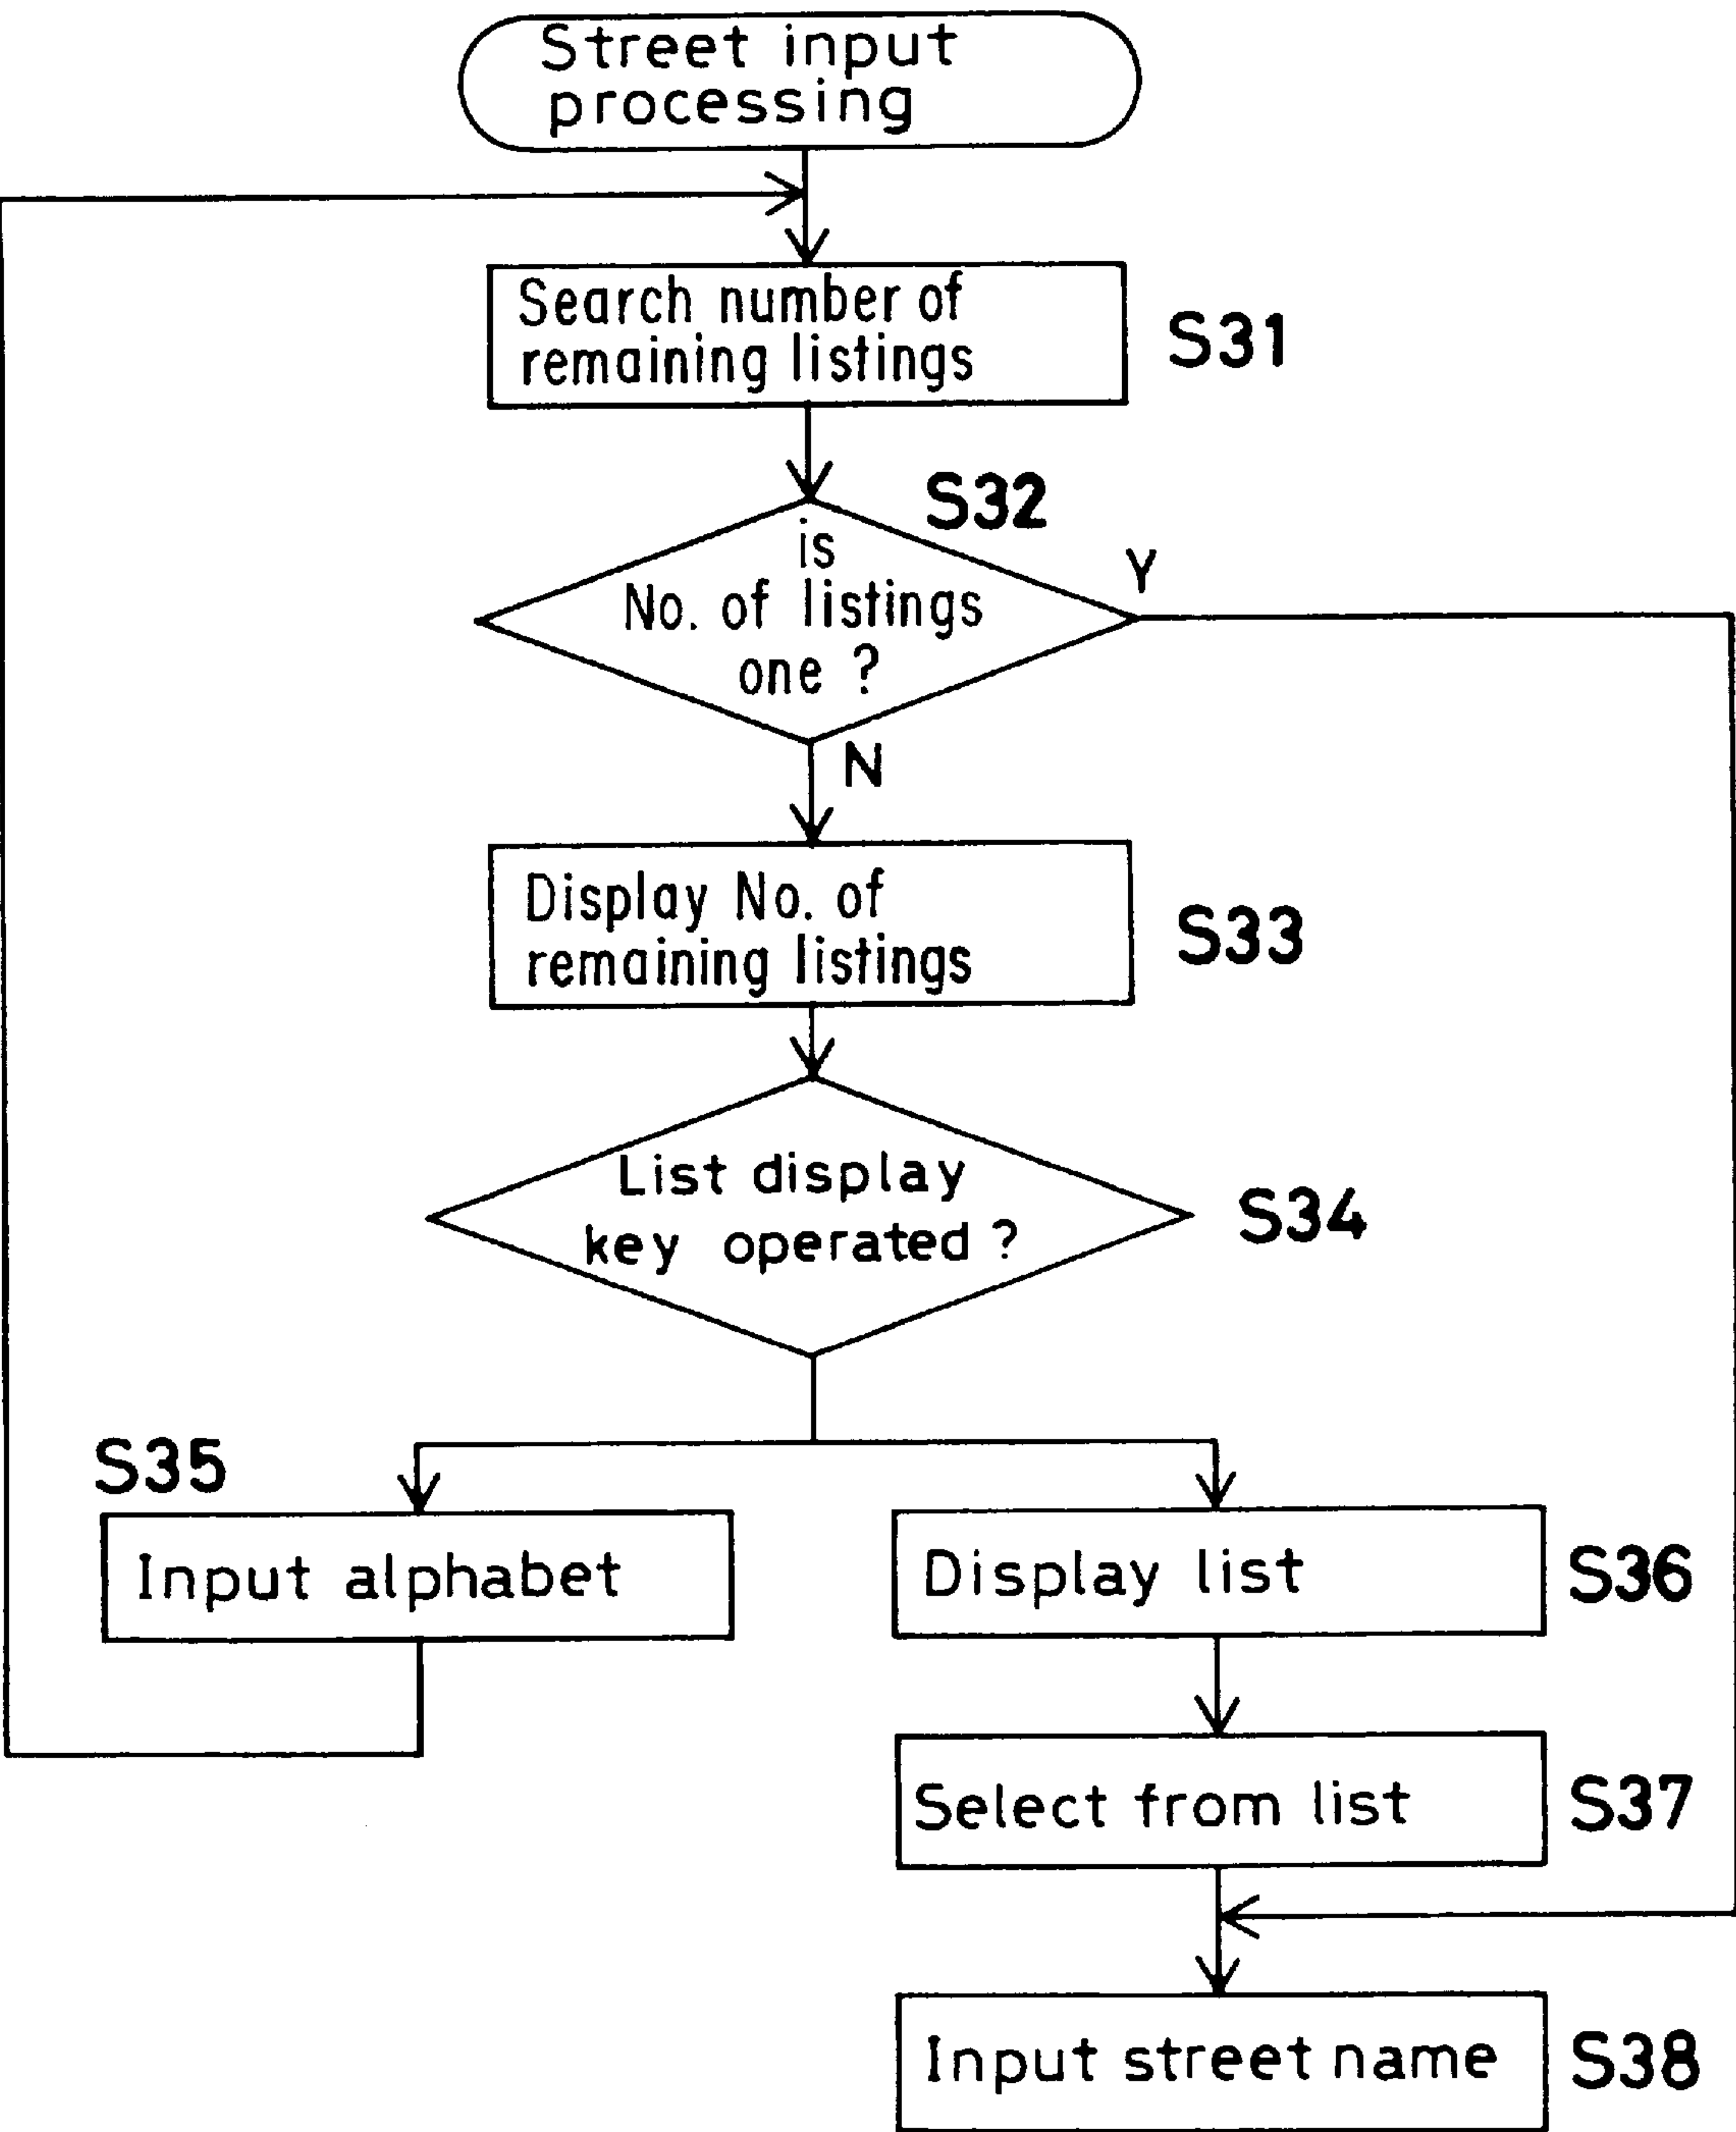 Street input
processing
Search number of
remaining listings
S31
S32
is
No. of listings
one ?
Y
N
Display No. of
remaining listings
S33
List display
key operated ?
S34
S35
Input alphabet
Display list
S36
Select from list
S37
Input street name
S38